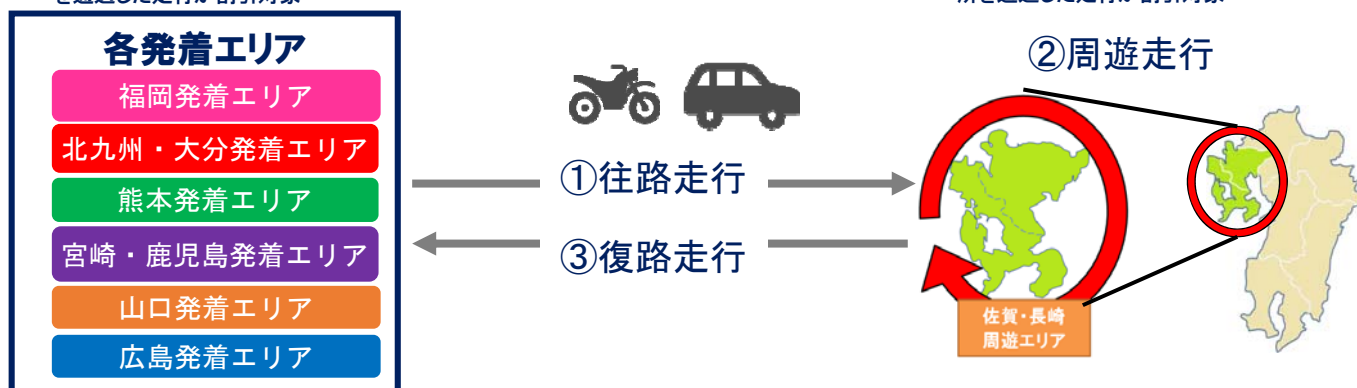 各発着エリア
福岡発着エリア
北九州・大分発着エリア
熊本発着エリア
宮崎・鹿児島発着エリア
山口発着エリア
広島発着エリア
①往路走行
③復路走行
②周遊走行
佐賀・長崎
周遊エリア